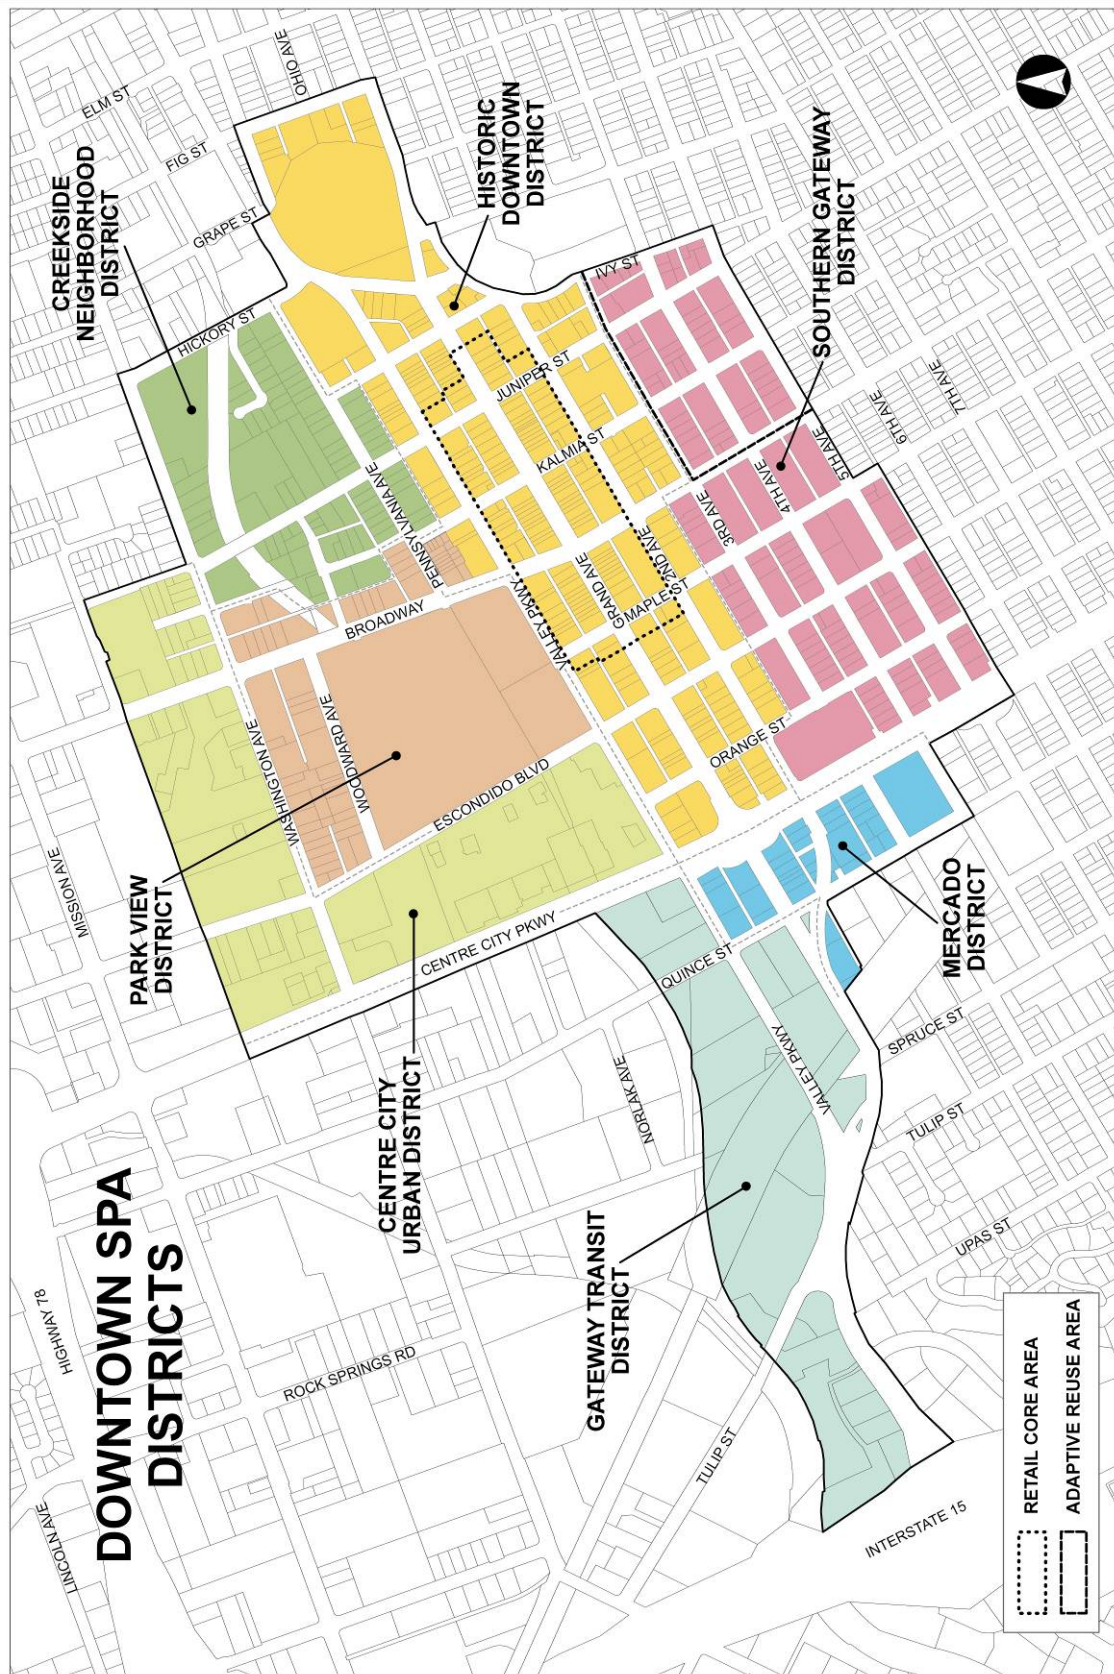 DOWNTOWN SPA
DISTRICTS
LINCOLN AVE
HIGHWAY 78
MISSION AVE
ROCK SPRINGS RD
PARK VIEW
DISTRICT
CREEKSIDE
NEIGHBORHOOD
DISTRICT
ELM ST
FIG ST
OHIO AVE
GRAPE ST
HICKORY ST
WASHINGTON AVE
WOODWARD AVE
BROADWAY
PENNSYLVANIA AVE
ESCONDIDO BLVD
CENTRE CITY
URBAN DISTRICT
CENTRE CITY PKWY
HISTORIC
DOWNTOWN
DISTRICT
VALLEY PKWY
JUNIPER ST
KALMIA ST
GRAND AVE
MAPLE ST
2ND AVE
IVY ST
ORANGE ST
3RD AVE
4TH AVE
5TH AVE
6TH AVE
7TH AVE
SOUTHERN GATEWAY
DISTRICT
GATEWAY TRANSIT
DISTRICT
NORLAK AVE
QUINCE ST
VALLEY PKWY
TULIP ST
TULIP ST
SPRUCE ST
UPAS ST
MERCADO
DISTRICT
INTERSTATE 15
RETAIL CORE AREA
ADAPTIVE REUSE AREA